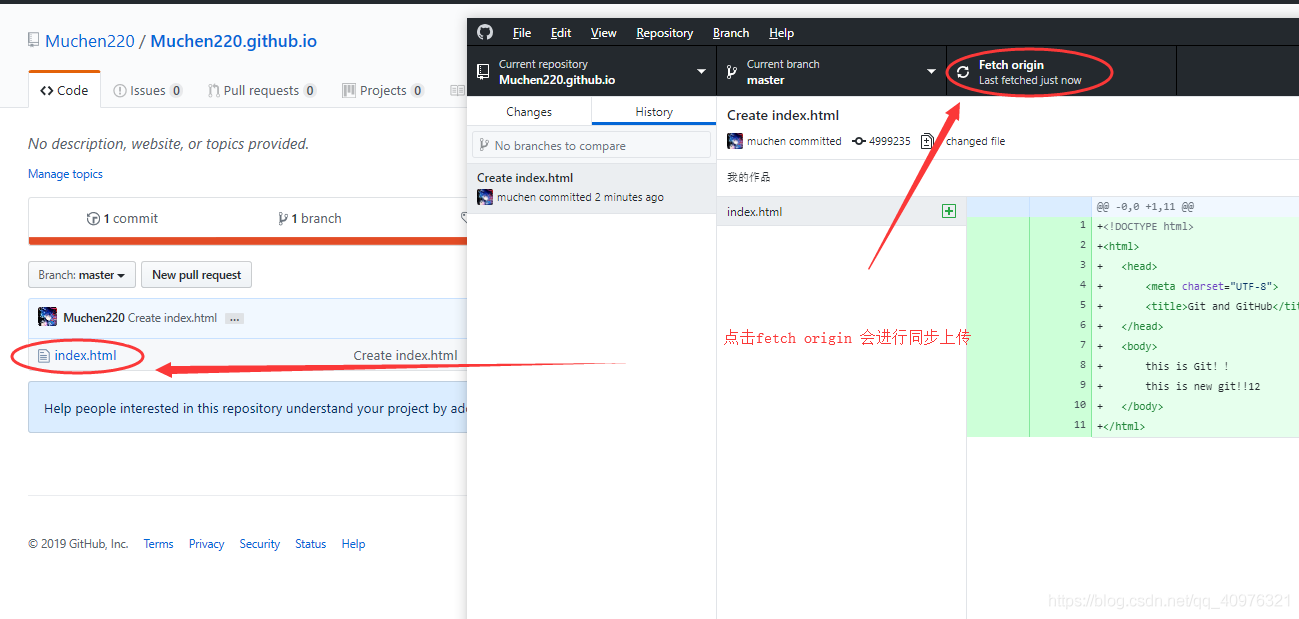 Muchen220 / Muchen220.github.io
Code
Issues 0
Pull requests 0
Projects 0
No description, website, or topics provided.
Manage topics
1 commit
1 branch
Branch: master
New pull request
Muchen220 Create index.html ...
index.html
Create index.html
Help people interested in this repository understand your project by ad
© 2019 GitHub, Inc. Terms Privacy Security Status Help
File Edit View Repository Branch Help
Current repository
Muchen220.github.io
Current branch
master
Fetch origin
Last fetched just now
Changes
History
No branches to compare
Create index.html
muchen committed 2 minutes ago
Create index.html
muchen committed 4999235 changed file
我的作品
index.html
@@ -0,0 +1,11 @@
1 +<!DOCTYPE html>
2 +<html>
3 + <head>
4 + <meta charset="UTF-8">
5 + <title>Git and GitHub</tit
6 + </head>
7 + <body>
8 + this is Git!！
9 + this is new git!!12
10 + </body>
11 +</html>
点击fetch origin 会进行同步上传
https://blog.csdn.net/qq_40976321